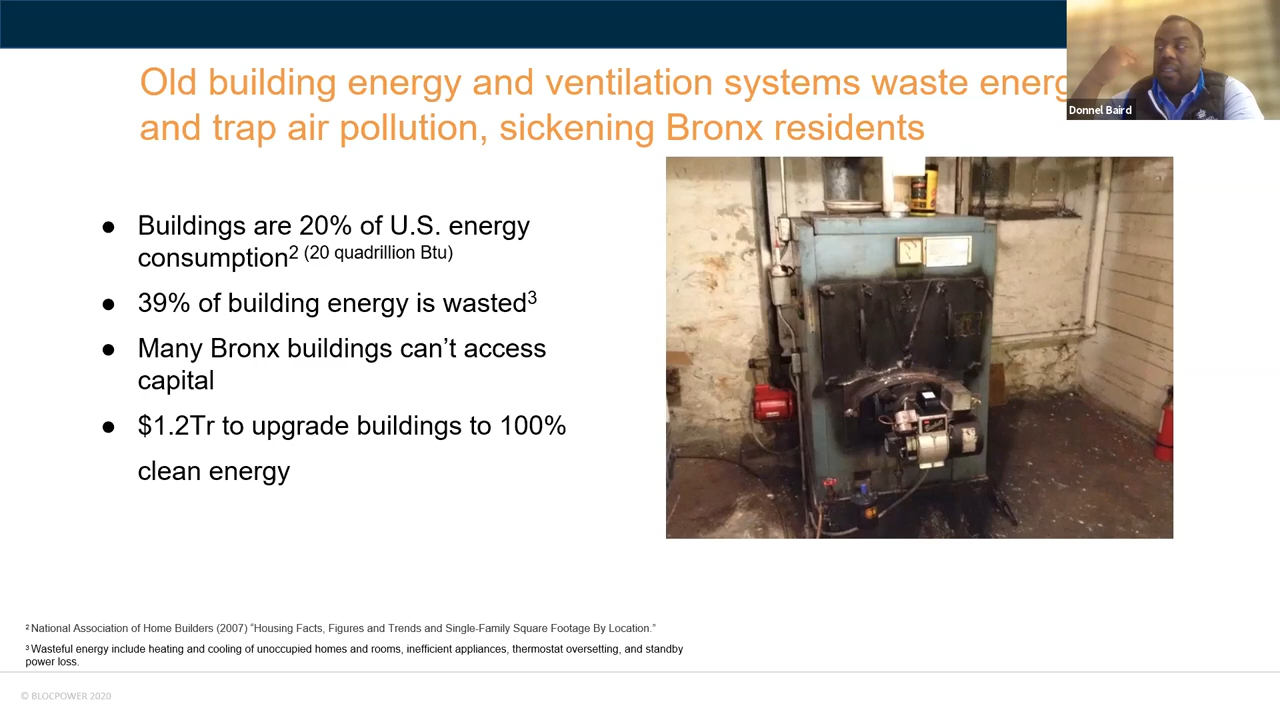 Old building energy and ventilation systems waste energ
and trap air pollution, sickening Bronx residents
Donnel Baird
● Buildings are 20% of U.S. energy
consumption² (20 quadrillion Btu)
● 39% of building energy is wasted³
● Many Bronx buildings can’t access
capital
● $1.2Tr to upgrade buildings to 100%
clean energy
² National Association of Home Builders (2007) “Housing Facts, Figures and Trends and Single-Family Square Footage By Location.”
³ Wasteful energy include heating and cooling of unoccupied homes and rooms, inefficient appliances, thermostat oversetting, and standby
power loss.
© BLOCPOWER 2020